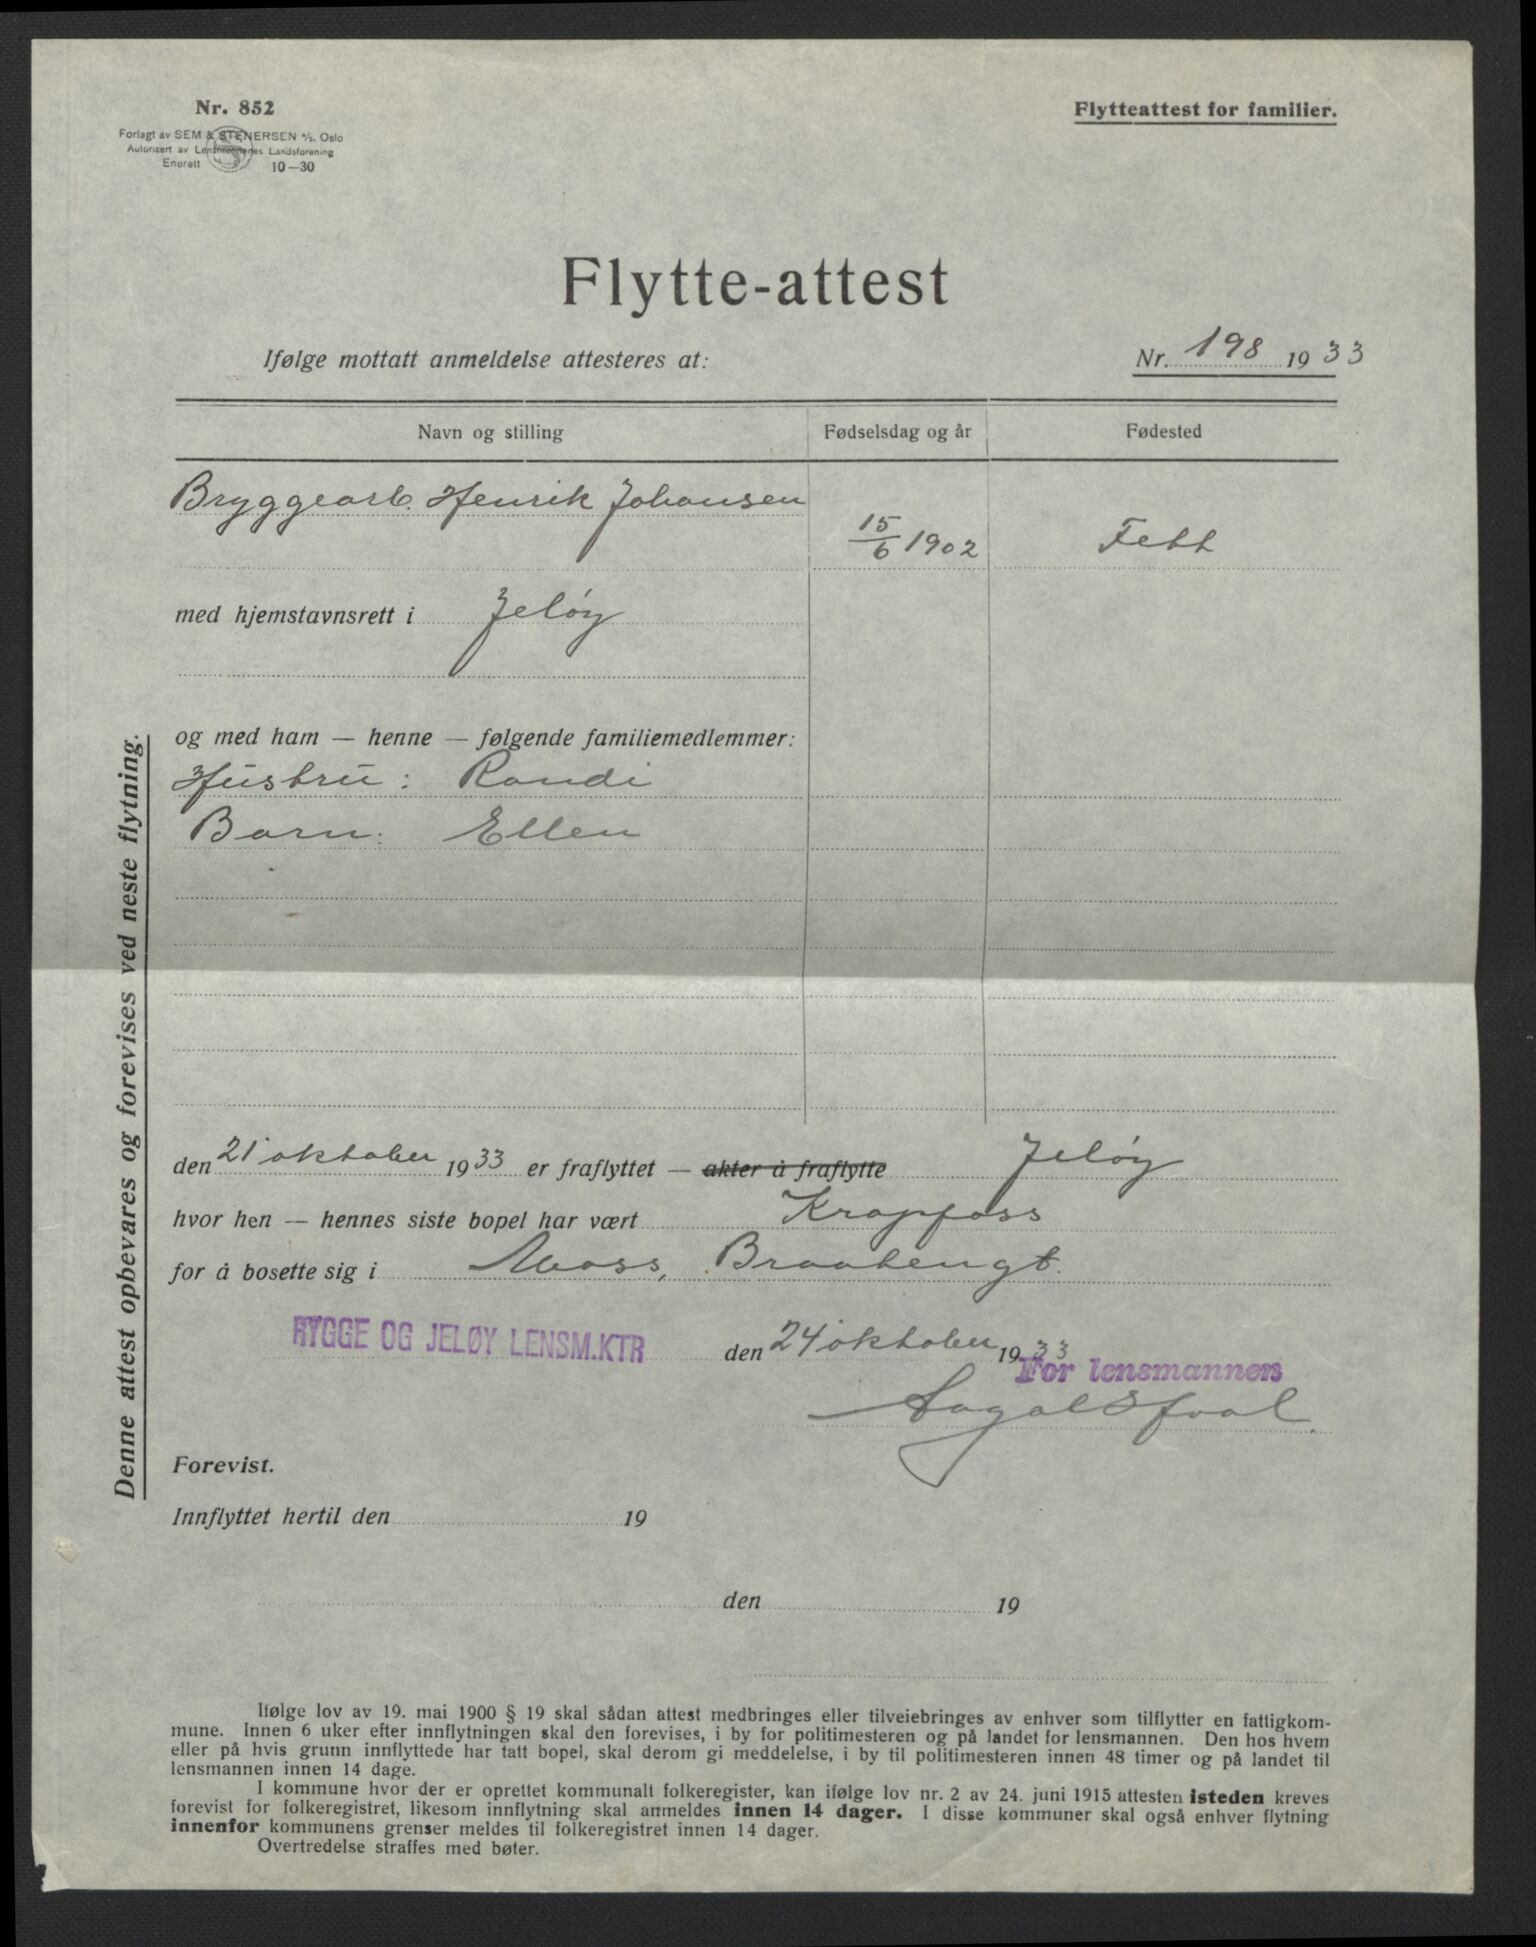 Nr. 852
Forlagt av SEM & STENERSEN A/S. Oslo
Autorisert av Lensmennenes Landsforening
Enerett 10—30
Flytteattest for familier.
Flytte-attest
Ifølge mottatt anmeldelse attesteres at:
Nr. 198 1933
Navn og stilling Fødselsdag og år Fødested
Bryggearb. Henrik Johansen
15/6 1902 Fett
med hjemstavnsrett i Jeløy
og med ham — henne — følgende familiemedlemmer:
Hustru: Randi
Barn: Ellen
den 21 oktober 1933 er fraflyttet — akter å fraflytte Jeløy
hvor hen — hennes siste bopel har vært Krapfoss
for å bosette sig i Moss, Braatengt.
RYGGE OG JELØY LENSM.KTR den 24 oktober 1933
For lensmannen
Forevist.
Innflyttet hertil den 19
den 19
Denne attest opbevares og forevises ved neste flytning.
Ifølge lov av 19. mai 1900 § 19 skal sådan attest medbringes eller tilveiebringes av enhver som tilflytter en fattigkom-
mune. Innen 6 uker efter innflytningen skal den forevises, i by for politimesteren og på landet for lensmannen. Den hos hvem
eller på hvis grunn innflyttede har tatt bopel, skal derom gi meddelelse, i by til politimesteren innen 48 timer og på landet til
lensmannen innen 14 dage.
I kommune hvor der er oprettet kommunalt folkeregister, kan ifølge lov nr. 2 av 24. juni 1915 attesten isteden kreves
forevist for folkeregistret, likesom innflytning skal anmeldes innen 14 dager. I disse kommuner skal også enhver flytning
innenfor kommunens grenser meldes til folkeregistret innen 14 dager.
Overtredelse straffes med bøter.